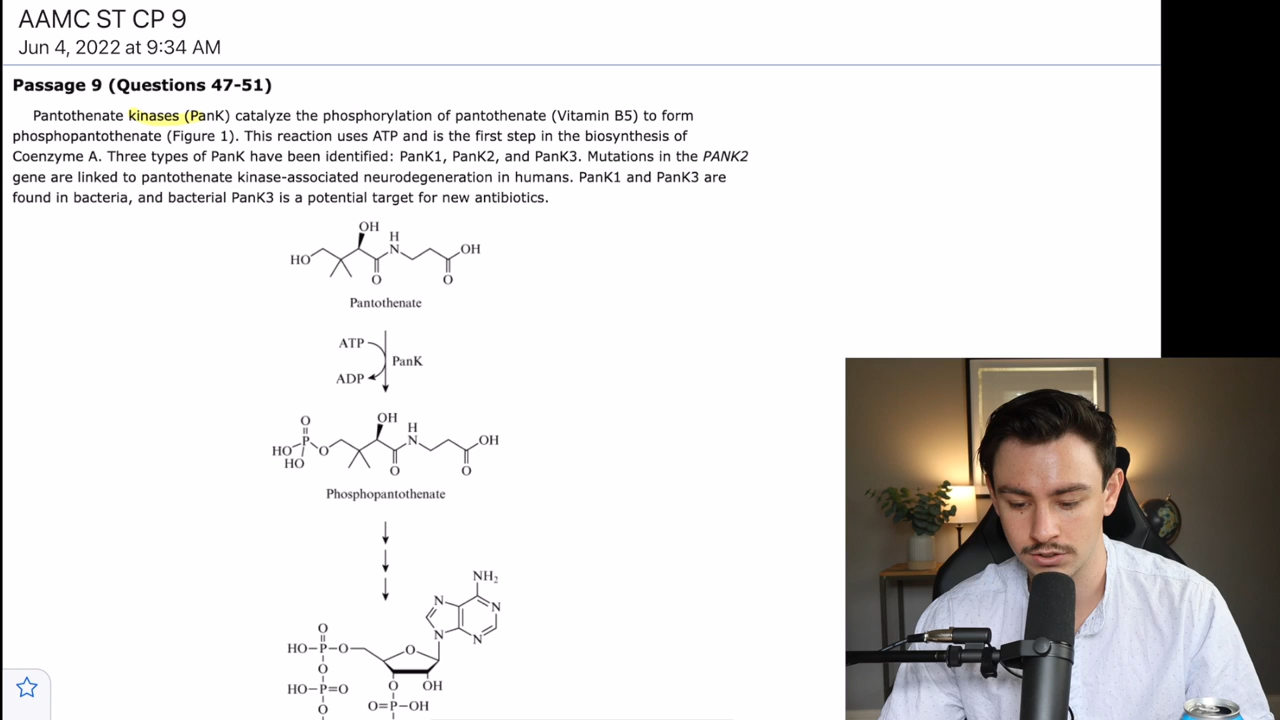 AAMC ST CP 9
Jun 4, 2022 at 9:34 AM
Passage 9 (Questions 47-51)
Pantothenate kinases (PanK) catalyze the phosphorylation of pantothenate (Vitamin B5) to form
phosphopantothenate (Figure 1). This reaction uses ATP and is the first step in the biosynthesis of
Coenzyme A. Three types of PanK have been identified: PanK1, PanK2, and PanK3. Mutations in the PANK2
gene are linked to pantothenate kinase-associated neurodegeneration in humans. PanK1 and PanK3 are
found in bacteria, and bacterial PanK3 is a potential target for new antibiotics.
OH
H
HO N OH
O O
Pantothenate
ATP
PanK
ADP
O OH
H
HO P O N OH
HO O O
Phosphopantothenate
NH₂
N N
O
HO–P–O O N N
O
HO–P=O O OH
O O=P–OH